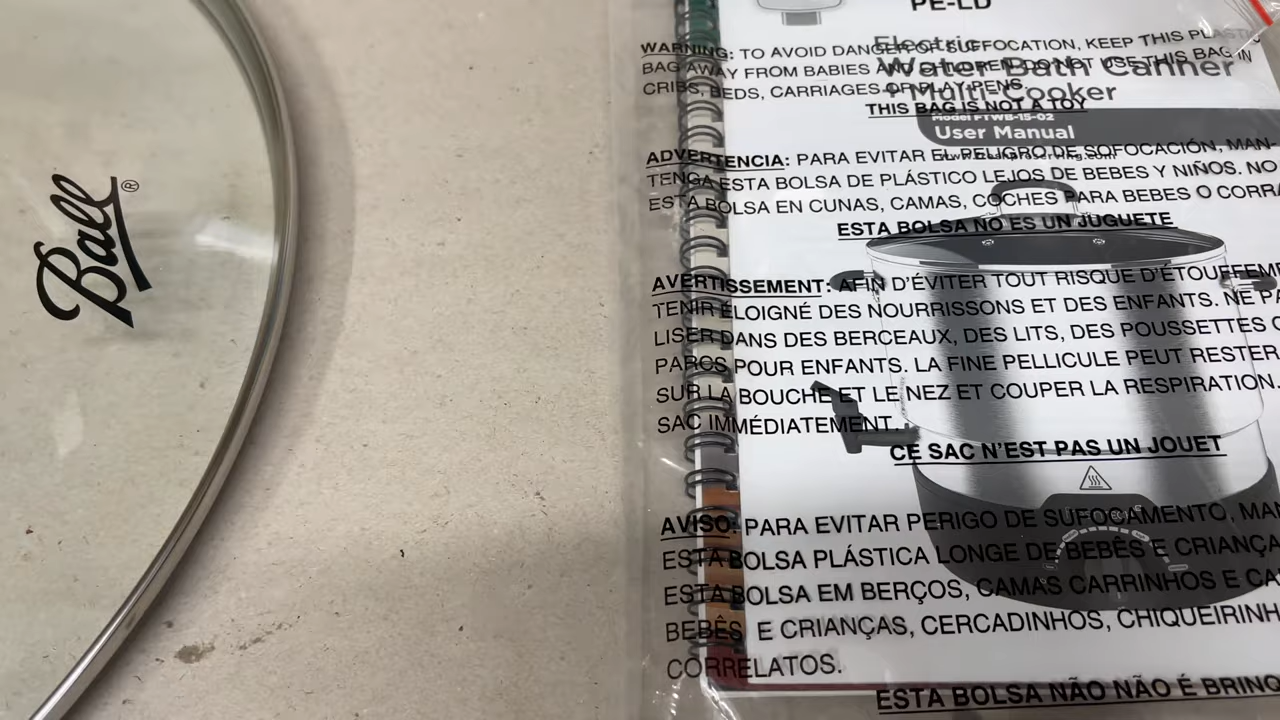 Ball®
PE-LD
Electric
Water Bath Canner
+ Multi-Cooker
Model FTWB-15-02
User Manual
WARNING: TO AVOID DANGER OF SUFFOCATION, KEEP THIS PLASTIC
BAG AWAY FROM BABIES AND CHILDREN. DO NOT USE THIS BAG IN
CRIBS, BEDS, CARRIAGES OR PLAY PENS.
THIS BAG IS NOT A TOY
ADVERTENCIA: PARA EVITAR EL PELIGRO DE SOFOCACIÓN, MAN-
TENGA ESTA BOLSA DE PLÁSTICO LEJOS DE BEBES Y NIÑOS. NO
ESTA BOLSA EN CUNAS, CAMAS, COCHES PARA BEBES O CORRA
ESTA BOLSA NO ES UN JUGUETE
AVERTISSEMENT: AFIN D'ÉVITER TOUT RISQUE D'ÉTOUFFEME
TENIR ÉLOIGNÉ DES NOURRISSONS ET DES ENFANTS. NE PA
LISER DANS DES BERCEAUX, DES LITS, DES POUSSETTES O
PARCS POUR ENFANTS. LA FINE PELLICULE PEUT RESTER
SUR LA BOUCHE ET LE NEZ ET COUPER LA RESPIRATION.
SAC IMMÉDIATEMENT.
CE SAC N'EST PAS UN JOUET
AVISO: PARA EVITAR PERIGO DE SUFOCAMENTO, MAN
ESTA BOLSA PLÁSTICA LONGE DE BEBÊS E CRIANÇA
ESTA BOLSA EM BERÇOS, CAMAS CARRINHOS E CA
BEBÊS E CRIANÇAS, CERCADINHOS, CHIQUEIRINH
CORRELATOS.
ESTA BOLSA NÃO NÃO É BRINQ